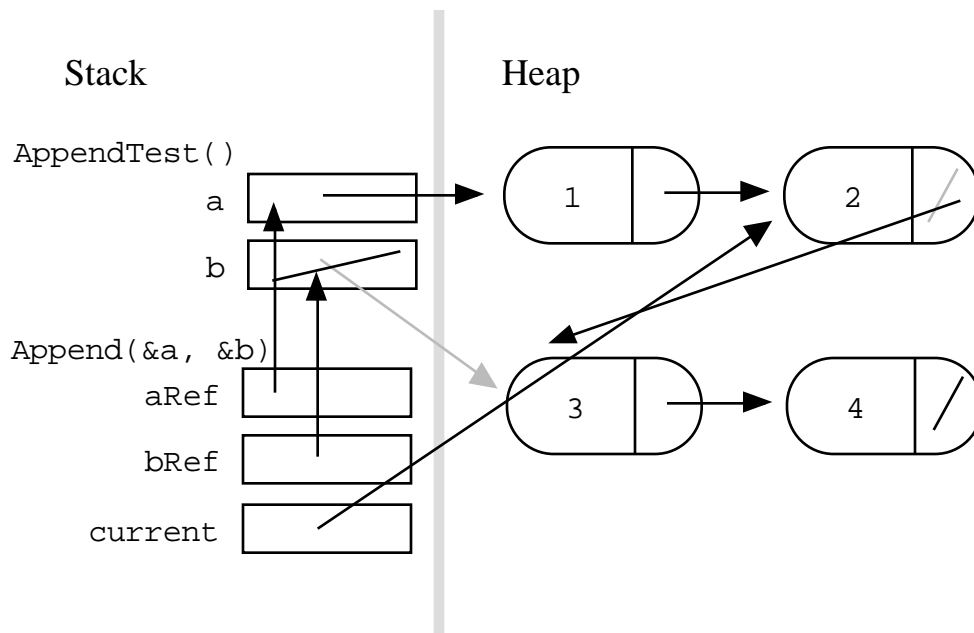 Stack Heap
AppendTest()
a 1 2
b
Append(&a, &b)
aRef 3 4
bRef
current